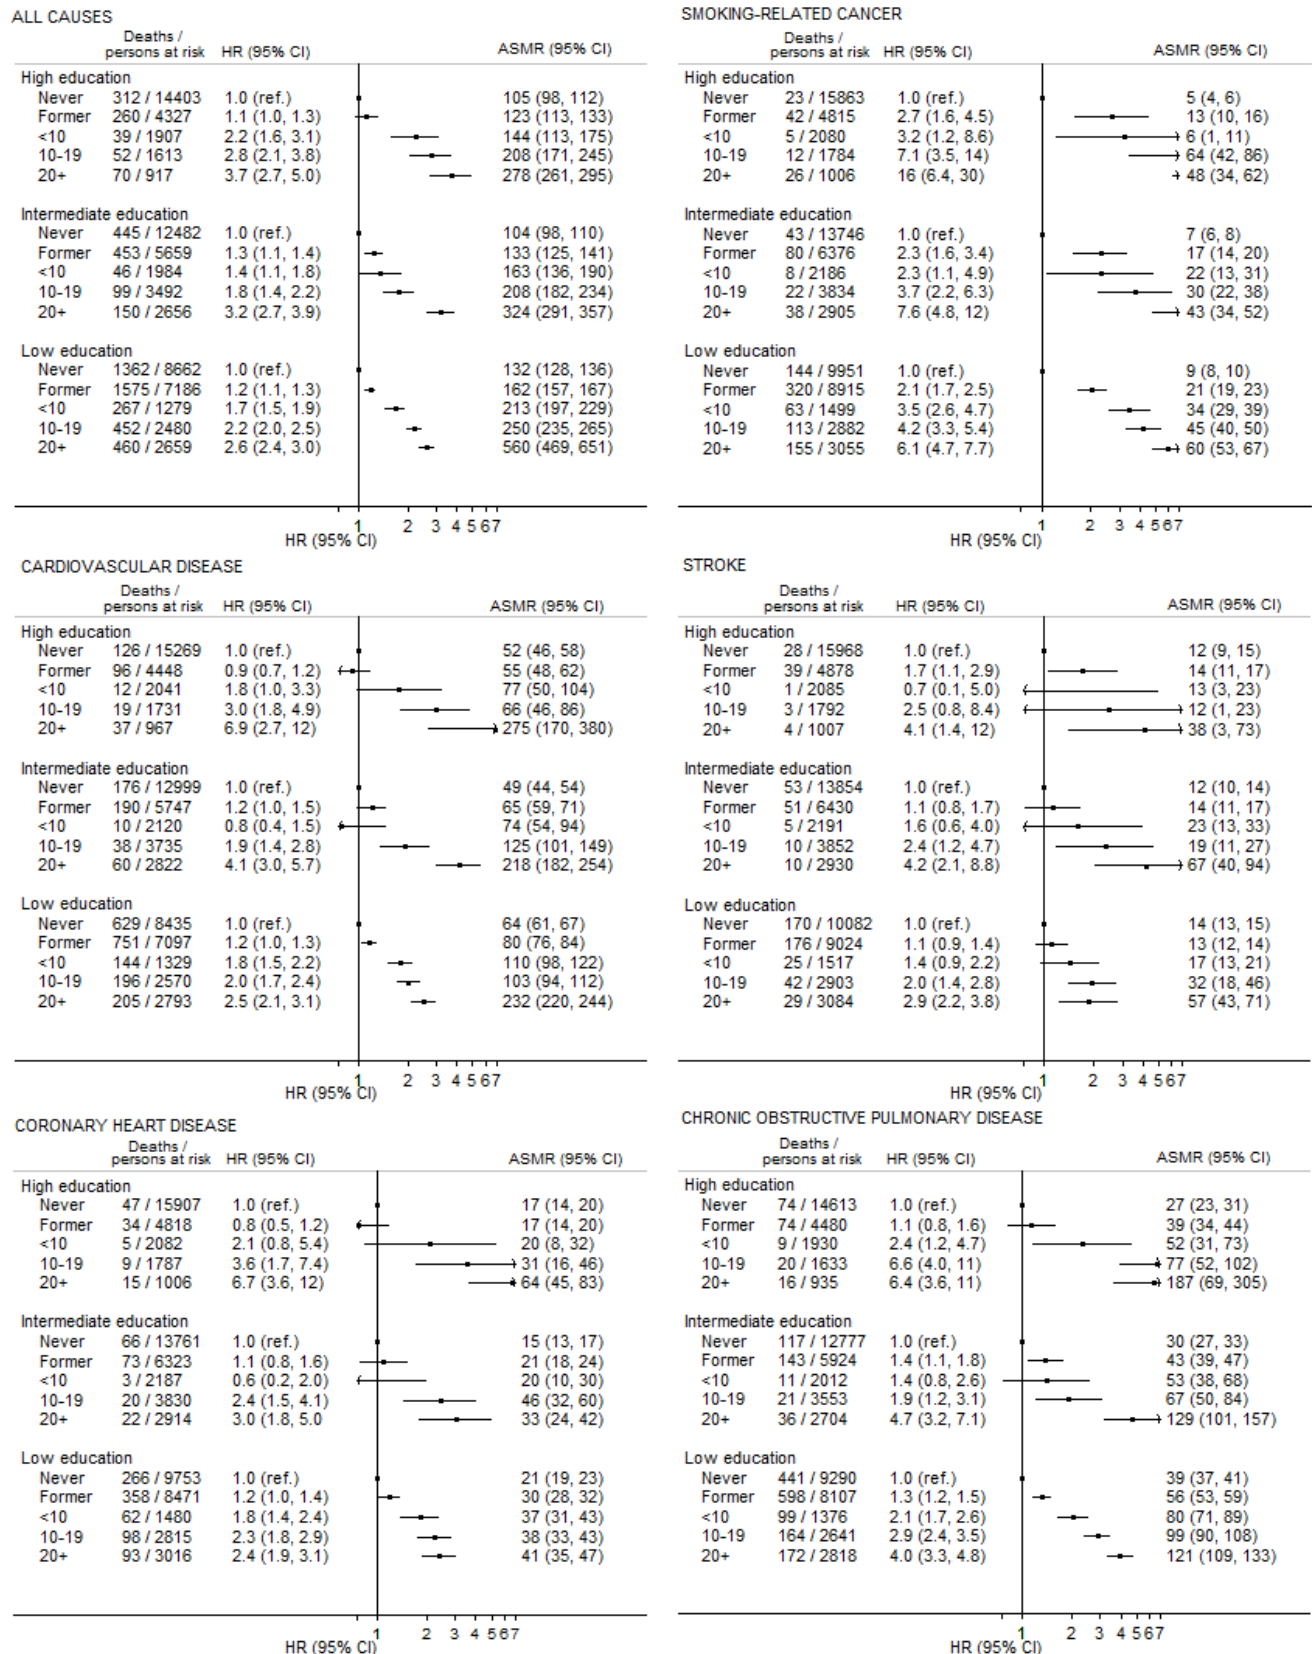 ALL CAUSES
Deaths /
persons at risk HR (95% CI) ASMR (95% CI)
High education
Never 312 / 14403 1.0 (ref.) 105 (98, 112)
Former 260 / 4327 1.1 (1.0, 1.3) 123 (113, 133)
<10 39 / 1907 2.2 (1.6, 3.1) 144 (113, 175)
10-19 52 / 1613 2.8 (2.1, 3.8) 208 (171, 245)
20+ 70 / 917 3.7 (2.7, 5.0) 278 (261, 295)
Intermediate education
Never 445 / 12482 1.0 (ref.) 104 (98, 110)
Former 453 / 5659 1.3 (1.1, 1.4) 133 (125, 141)
<10 46 / 1984 1.4 (1.1, 1.8) 163 (136, 190)
10-19 99 / 3492 1.8 (1.4, 2.2) 208 (182, 234)
20+ 150 / 2656 3.2 (2.7, 3.9) 324 (291, 357)
Low education
Never 1362 / 8662 1.0 (ref.) 132 (128, 136)
Former 1575 / 7186 1.2 (1.1, 1.3) 162 (157, 167)
<10 267 / 1279 1.7 (1.5, 1.9) 213 (197, 229)
10-19 452 / 2480 2.2 (2.0, 2.5) 250 (235, 265)
20+ 460 / 2659 2.6 (2.4, 3.0) 560 (469, 651)
1 2 3 4 5 6 7
HR (95% CI)
SMOKING-RELATED CANCER
Deaths /
persons at risk HR (95% CI) ASMR (95% CI)
High education
Never 23 / 15863 1.0 (ref.) 5 (4, 6)
Former 42 / 4815 2.7 (1.6, 4.5) 13 (10, 16)
<10 5 / 2080 3.2 (1.2, 8.6) 6 (1, 11)
10-19 12 / 1784 7.1 (3.5, 14) 64 (42, 86)
20+ 26 / 1006 16 (6.4, 30) 48 (34, 62)
Intermediate education
Never 43 / 13746 1.0 (ref.) 7 (6, 8)
Former 80 / 6376 2.3 (1.6, 3.4) 17 (14, 20)
<10 8 / 2186 2.3 (1.1, 4.9) 22 (13, 31)
10-19 22 / 3834 3.7 (2.2, 6.3) 30 (22, 38)
20+ 38 / 2905 7.6 (4.8, 12) 43 (34, 52)
Low education
Never 144 / 9951 1.0 (ref.) 9 (8, 10)
Former 320 / 8915 2.1 (1.7, 2.5) 21 (19, 23)
<10 63 / 1499 3.5 (2.6, 4.7) 34 (29, 39)
10-19 113 / 2882 4.2 (3.3, 5.4) 45 (40, 50)
20+ 155 / 3055 6.1 (4.7, 7.7) 60 (53, 67)
1 2 3 4 5 6 7
HR (95% CI)
CARDIOVASCULAR DISEASE
Deaths /
persons at risk HR (95% CI) ASMR (95% CI)
High education
Never 126 / 15269 1.0 (ref.) 52 (46, 58)
Former 96 / 4448 0.9 (0.7, 1.2) 55 (48, 62)
<10 12 / 2041 1.8 (1.0, 3.3) 77 (50, 104)
10-19 19 / 1731 3.0 (1.8, 4.9) 66 (46, 86)
20+ 37 / 967 6.9 (2.7, 12) 275 (170, 380)
Intermediate education
Never 176 / 12999 1.0 (ref.) 49 (44, 54)
Former 190 / 5747 1.2 (1.0, 1.5) 65 (59, 71)
<10 10 / 2120 0.8 (0.4, 1.5) 74 (54, 94)
10-19 38 / 3735 1.9 (1.4, 2.8) 125 (101, 149)
20+ 60 / 2822 4.1 (3.0, 5.7) 218 (182, 254)
Low education
Never 629 / 8435 1.0 (ref.) 64 (61, 67)
Former 751 / 7097 1.2 (1.0, 1.3) 80 (76, 84)
<10 144 / 1329 1.8 (1.5, 2.2) 110 (98, 122)
10-19 196 / 2570 2.0 (1.7, 2.4) 103 (94, 112)
20+ 205 / 2793 2.5 (2.1, 3.1) 232 (220, 244)
1 2 3 4 5 6 7
HR (95% CI)
STROKE
Deaths /
persons at risk HR (95% CI) ASMR (95% CI)
High education
Never 28 / 15968 1.0 (ref.) 12 (9, 15)
Former 39 / 4878 1.7 (1.1, 2.9) 14 (11, 17)
<10 1 / 2085 0.7 (0.1, 5.0) 13 (3, 23)
10-19 3 / 1792 2.5 (0.8, 8.4) 12 (1, 23)
20+ 4 / 1007 4.1 (1.4, 12) 38 (3, 73)
Intermediate education
Never 53 / 13854 1.0 (ref.) 12 (10, 14)
Former 51 / 6430 1.1 (0.8, 1.7) 14 (11, 17)
<10 5 / 2191 1.6 (0.6, 4.0) 23 (13, 33)
10-19 10 / 3852 2.4 (1.2, 4.7) 19 (11, 27)
20+ 10 / 2930 4.2 (2.1, 8.8) 67 (40, 94)
Low education
Never 170 / 10082 1.0 (ref.) 14 (13, 15)
Former 176 / 9024 1.1 (0.9, 1.4) 13 (12, 14)
<10 25 / 1517 1.4 (0.9, 2.2) 17 (13, 21)
10-19 42 / 2903 2.0 (1.4, 2.8) 32 (18, 46)
20+ 29 / 3084 2.9 (2.2, 3.8) 57 (43, 71)
1 2 3 4 5 6 7
HR (95% CI)
CORONARY HEART DISEASE
Deaths /
persons at risk HR (95% CI) ASMR (95% CI)
High education
Never 47 / 15907 1.0 (ref.) 17 (14, 20)
Former 34 / 4818 0.8 (0.5, 1.2) 17 (14, 20)
<10 5 / 2082 2.1 (0.8, 5.4) 20 (8, 32)
10-19 9 / 1787 3.6 (1.7, 7.4) 31 (16, 46)
20+ 15 / 1006 6.7 (3.6, 12) 64 (45, 83)
Intermediate education
Never 66 / 13761 1.0 (ref.) 15 (13, 17)
Former 73 / 6323 1.1 (0.8, 1.6) 21 (18, 24)
<10 3 / 2187 0.6 (0.2, 2.0) 20 (10, 30)
10-19 20 / 3830 2.4 (1.5, 4.1) 46 (32, 60)
20+ 22 / 2914 3.0 (1.8, 5.0 33 (24, 42)
Low education
Never 266 / 9753 1.0 (ref.) 21 (19, 23)
Former 358 / 8471 1.2 (1.0, 1.4) 30 (28, 32)
<10 62 / 1480 1.8 (1.4, 2.4) 37 (31, 43)
10-19 98 / 2815 2.3 (1.8, 2.9) 38 (33, 43)
20+ 93 / 3016 2.4 (1.9, 3.1) 41 (35, 47)
1 2 3 4 5 6 7
HR (95% CI)
CHRONIC OBSTRUCTIVE PULMONARY DISEASE
Deaths /
persons at risk HR (95% CI) ASMR (95% CI)
High education
Never 74 / 14613 1.0 (ref.) 27 (23, 31)
Former 74 / 4480 1.1 (0.8, 1.6) 39 (34, 44)
<10 9 / 1930 2.4 (1.2, 4.7) 52 (31, 73)
10-19 20 / 1633 6.6 (4.0, 11) 77 (52, 102)
20+ 16 / 935 6.4 (3.6, 11) 187 (69, 305)
Intermediate education
Never 117 / 12777 1.0 (ref.) 30 (27, 33)
Former 143 / 5924 1.4 (1.1, 1.8) 43 (39, 47)
<10 11 / 2012 1.4 (0.8, 2.6) 53 (38, 68)
10-19 21 / 3553 1.9 (1.2, 3.1) 67 (50, 84)
20+ 36 / 2704 4.7 (3.2, 7.1) 129 (101, 157)
Low education
Never 441 / 9290 1.0 (ref.) 39 (37, 41)
Former 598 / 8107 1.3 (1.2, 1.5) 56 (53, 59)
<10 99 / 1376 2.1 (1.7, 2.6) 80 (71, 89)
10-19 164 / 2641 2.9 (2.4, 3.5) 99 (90, 108)
20+ 172 / 2818 4.0 (3.3, 4.8) 121 (109, 133)
1 2 3 4 5 6 7
HR (95% CI)